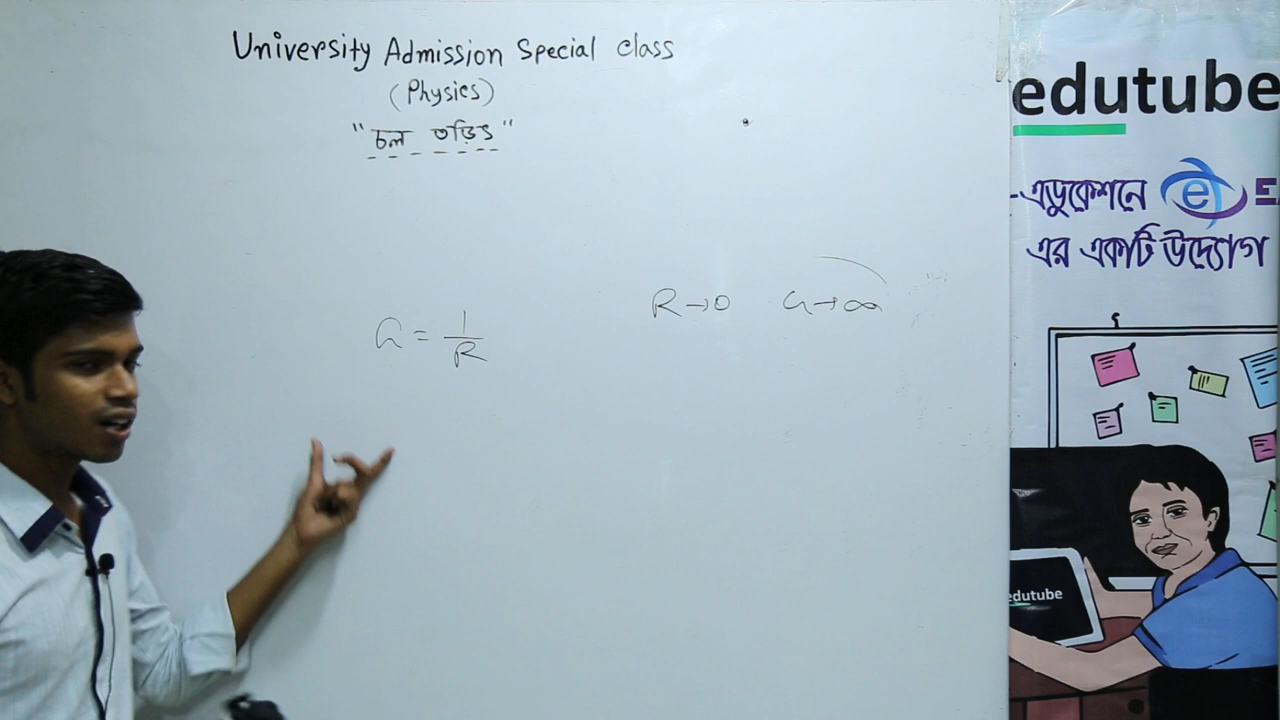 University Admission Special class
(Physics)
"চল তড়িৎ"
G = 1/R
R→0 G→∞
edutube
-এডুকেশনে e
এর একটি উদ্যোগ
edutube